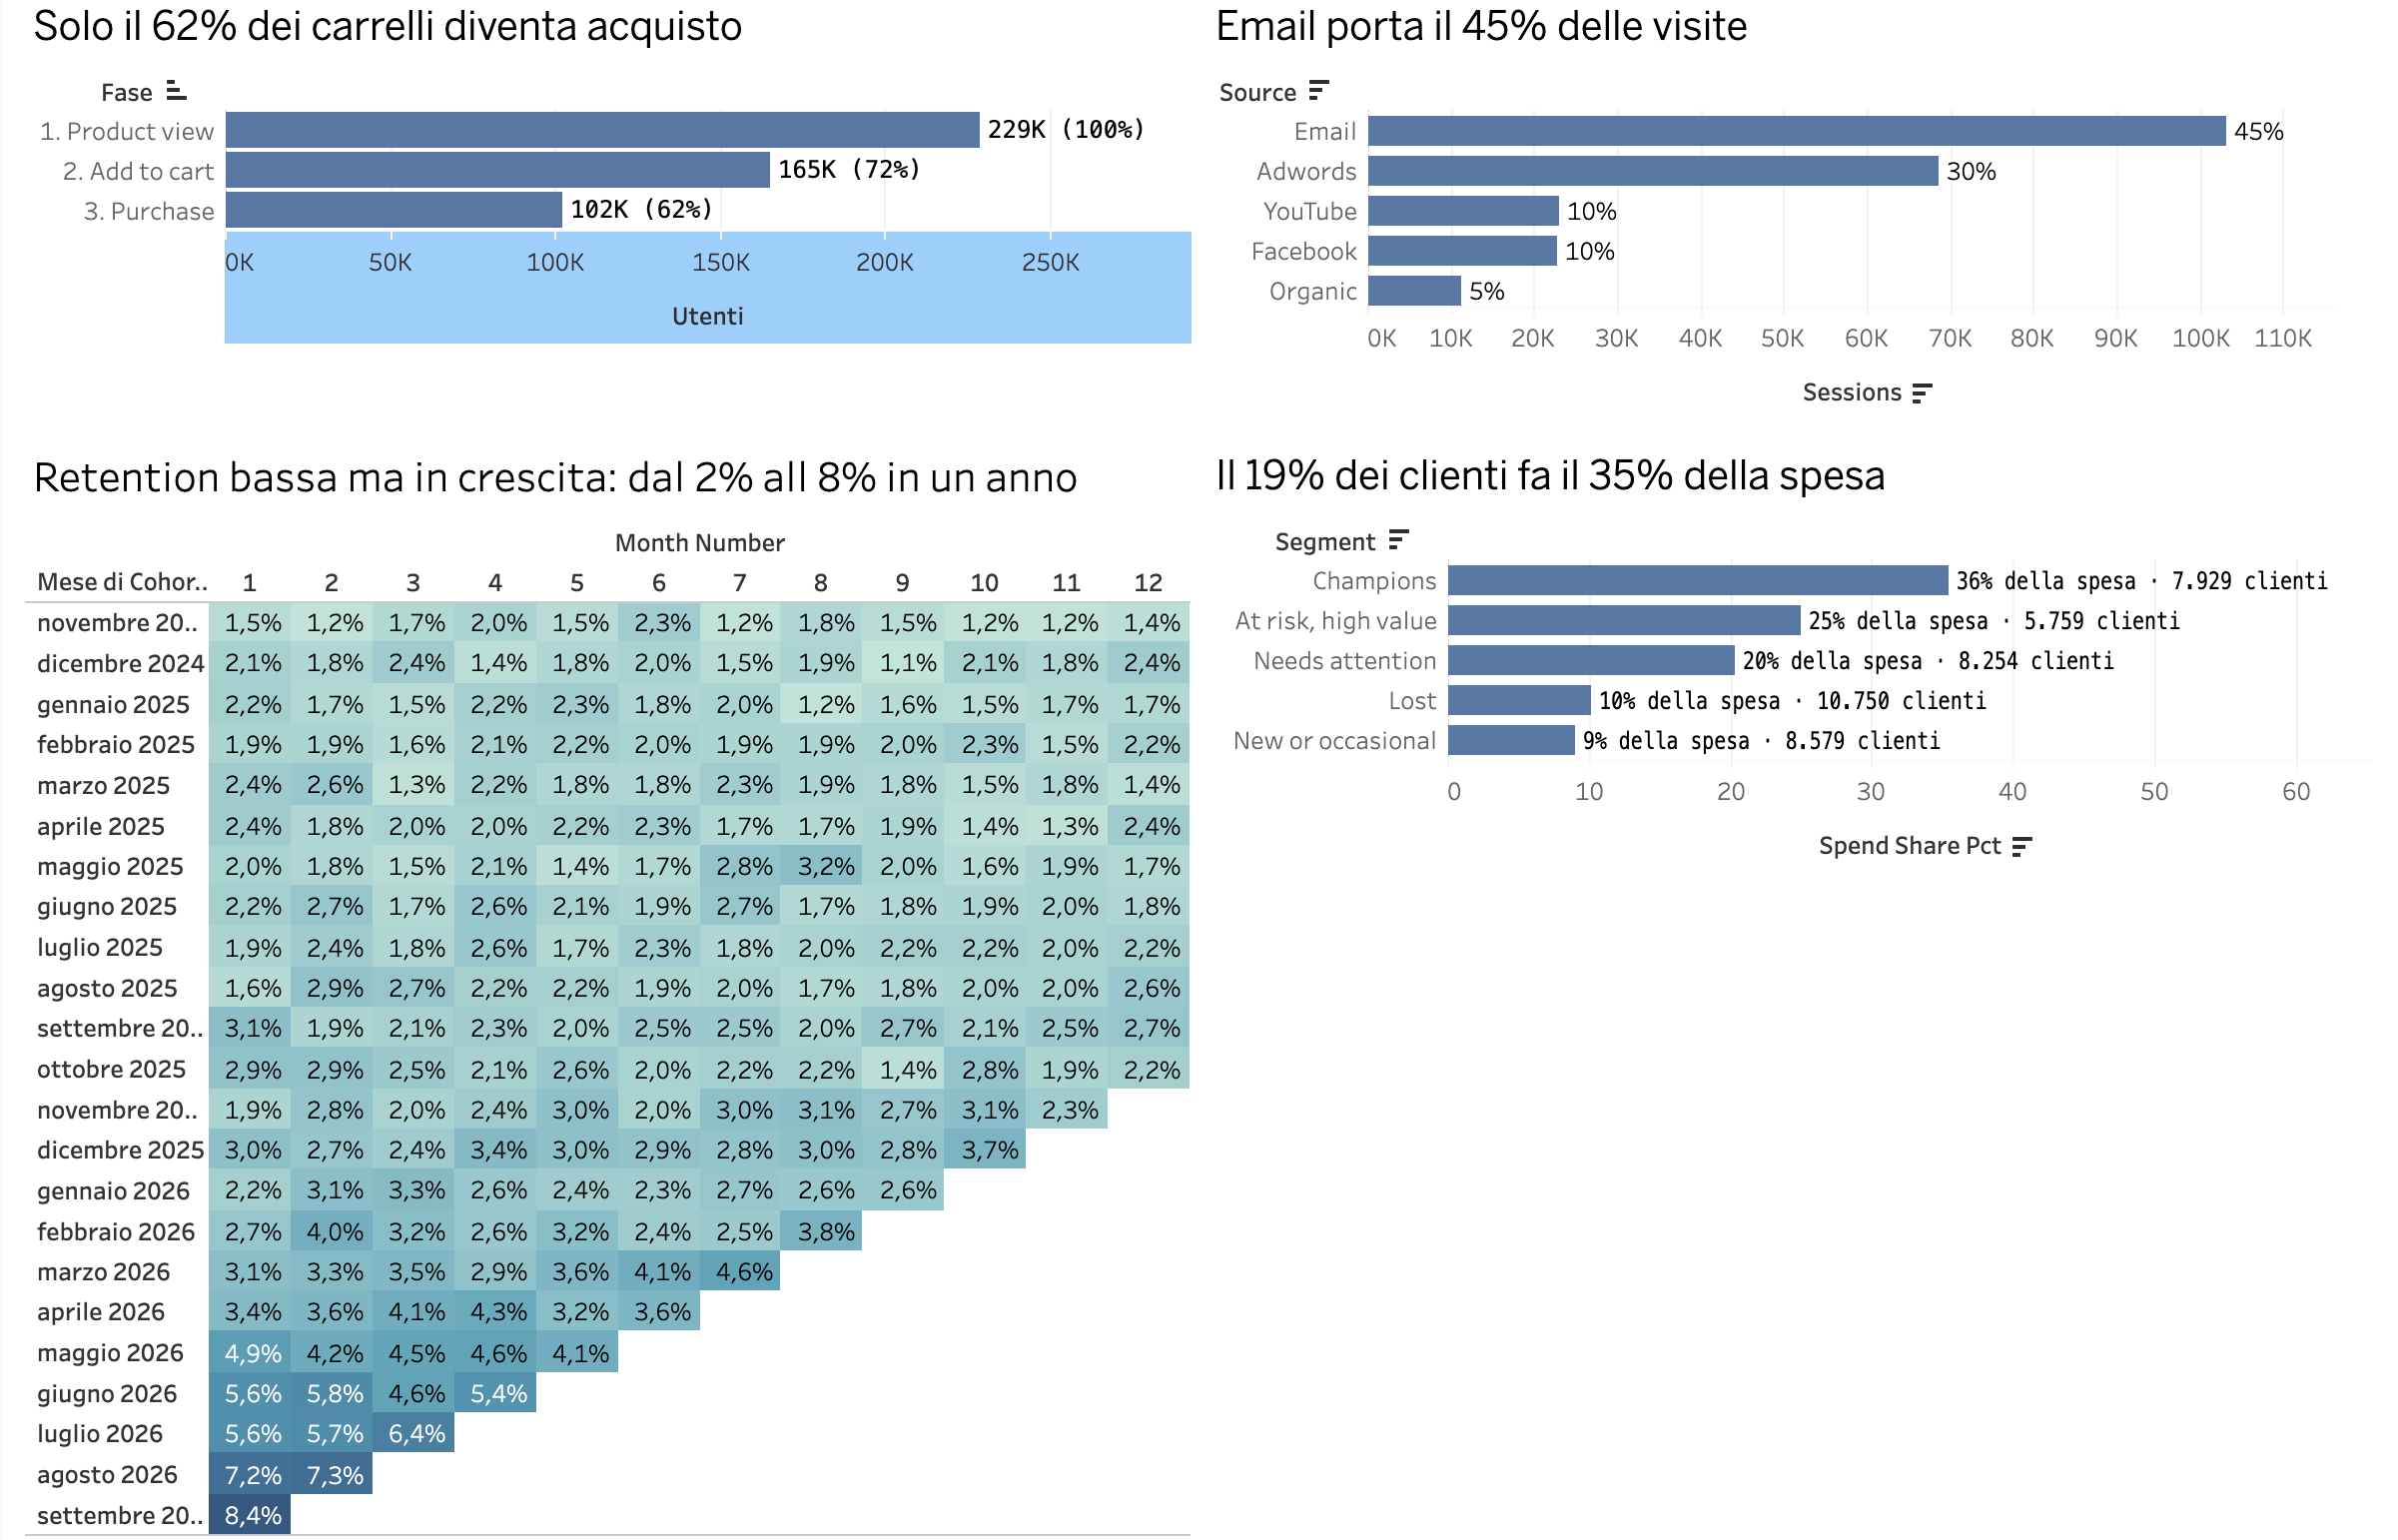 Solo il 62% dei carrelli diventa acquisto
Fase
1. Product view 229K (100%)
2. Add to cart 165K (72%)
3. Purchase 102K (62%)
0K 50K 100K 150K 200K 250K
Utenti
Email porta il 45% delle visite
Source
Email 45%
Adwords 30%
YouTube 10%
Facebook 10%
Organic 5%
0K 10K 20K 30K 40K 50K 60K 70K 80K 90K 100K 110K
Sessions
Retention bassa ma in crescita: dal 2% all 8% in un anno
Month Number
Mese di Cohor.. 1 2 3 4 5 6 7 8 9 10 11 12
novembre 20.. 1,5% 1,2% 1,7% 2,0% 1,5% 2,3% 1,2% 1,8% 1,5% 1,2% 1,2% 1,4%
dicembre 2024 2,1% 1,8% 2,4% 1,4% 1,8% 2,0% 1,5% 1,9% 1,1% 2,1% 1,8% 2,4%
gennaio 2025 2,2% 1,7% 1,5% 2,2% 2,3% 1,8% 2,0% 1,2% 1,6% 1,5% 1,7% 1,7%
febbraio 2025 1,9% 1,9% 1,6% 2,1% 2,2% 2,0% 1,9% 1,9% 2,0% 2,3% 1,5% 2,2%
marzo 2025 2,4% 2,6% 1,3% 2,2% 1,8% 1,8% 2,3% 1,9% 1,8% 1,5% 1,8% 1,4%
aprile 2025 2,4% 1,8% 2,0% 2,0% 2,2% 2,3% 1,7% 1,7% 1,9% 1,4% 1,3% 2,4%
maggio 2025 2,0% 1,8% 1,5% 2,1% 1,4% 1,7% 2,8% 3,2% 2,0% 1,6% 1,9% 1,7%
giugno 2025 2,2% 2,7% 1,7% 2,6% 2,1% 1,9% 2,7% 1,7% 1,8% 1,9% 2,0% 1,8%
luglio 2025 1,9% 2,4% 1,8% 2,6% 1,7% 2,3% 1,8% 2,0% 2,2% 2,2% 2,0% 2,2%
agosto 2025 1,6% 2,9% 2,7% 2,2% 2,2% 1,9% 2,0% 1,7% 1,8% 2,0% 2,0% 2,6%
settembre 20.. 3,1% 1,9% 2,1% 2,3% 2,0% 2,5% 2,5% 2,0% 2,7% 2,1% 2,5% 2,7%
ottobre 2025 2,9% 2,9% 2,5% 2,1% 2,6% 2,0% 2,2% 2,2% 1,4% 2,8% 1,9% 2,2%
novembre 20.. 1,9% 2,8% 2,0% 2,4% 3,0% 2,0% 3,0% 3,1% 2,7% 3,1% 2,3%
dicembre 2025 3,0% 2,7% 2,4% 3,4% 3,0% 2,9% 2,8% 3,0% 2,8% 3,7%
gennaio 2026 2,2% 3,1% 3,3% 2,6% 2,4% 2,3% 2,7% 2,6% 2,6%
febbraio 2026 2,7% 4,0% 3,2% 2,6% 3,2% 2,4% 2,5% 3,8%
marzo 2026 3,1% 3,3% 3,5% 2,9% 3,6% 4,1% 4,6%
aprile 2026 3,4% 3,6% 4,1% 4,3% 3,2% 3,6%
maggio 2026 4,9% 4,2% 4,5% 4,6% 4,1%
giugno 2026 5,6% 5,8% 4,6% 5,4%
luglio 2026 5,6% 5,7% 6,4%
agosto 2026 7,2% 7,3%
settembre 20.. 8,4%
Il 19% dei clienti fa il 35% della spesa
Segment
Champions 36% della spesa · 7.929 clienti
At risk, high value 25% della spesa · 5.759 clienti
Needs attention 20% della spesa · 8.254 clienti
Lost 10% della spesa · 10.750 clienti
New or occasional 9% della spesa · 8.579 clienti
0 10 20 30 40 50 60
Spend Share Pct